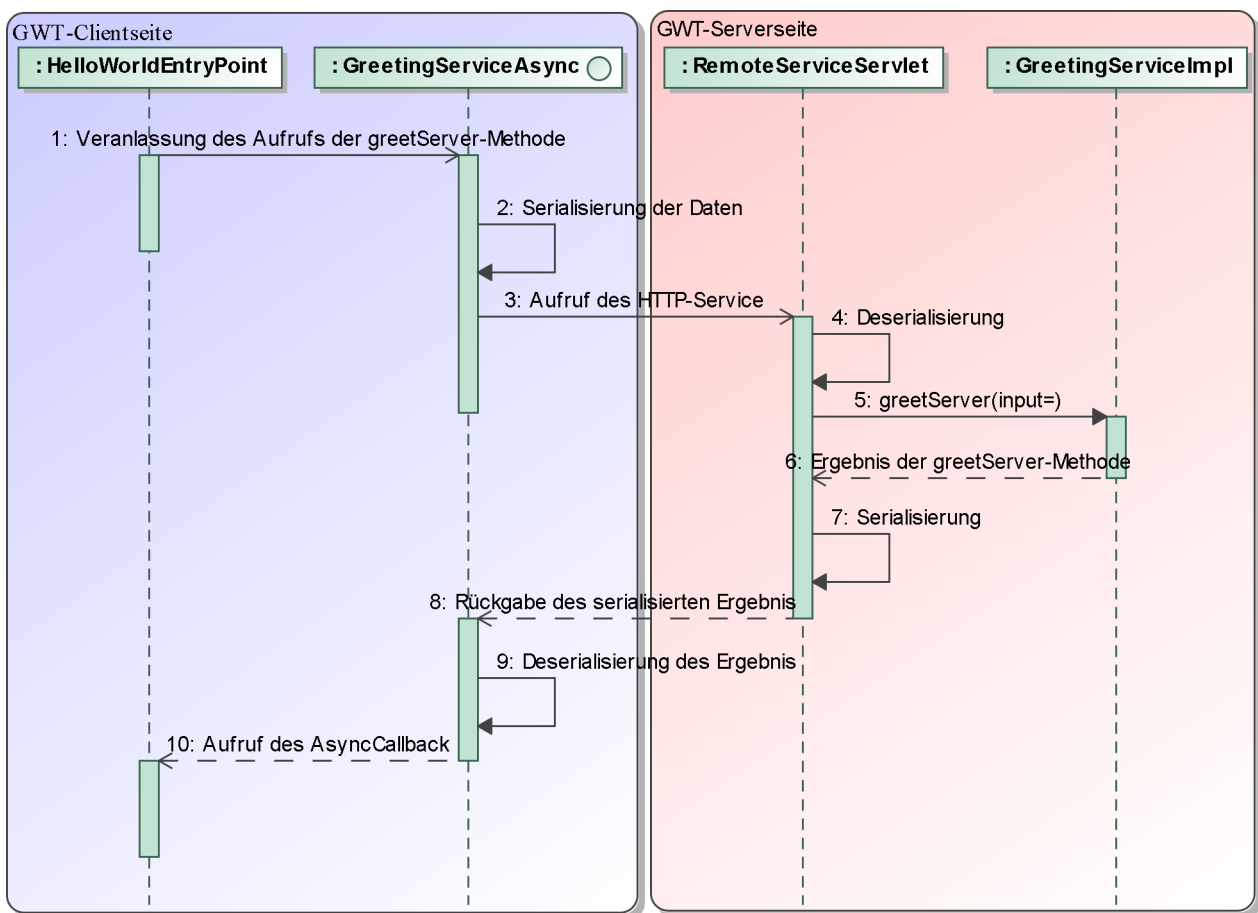 GWT-Clientseite
GWT-Serverseite
: HelloWorldEntryPoint
: GreetingServiceAsync
: RemoteServiceServlet
: GreetingServiceImpl
1: Veranlassung des Aufrufs der greetServer-Methode
2: Serialisierung der Daten
3: Aufruf des HTTP-Service
4: Deserialisierung
5: greetServer(input=)
6: Ergebnis der greetServer-Methode
7: Serialisierung
8: Rückgabe des serialisierten Ergebnis
9: Deserialisierung des Ergebnis
10: Aufruf des AsyncCallback